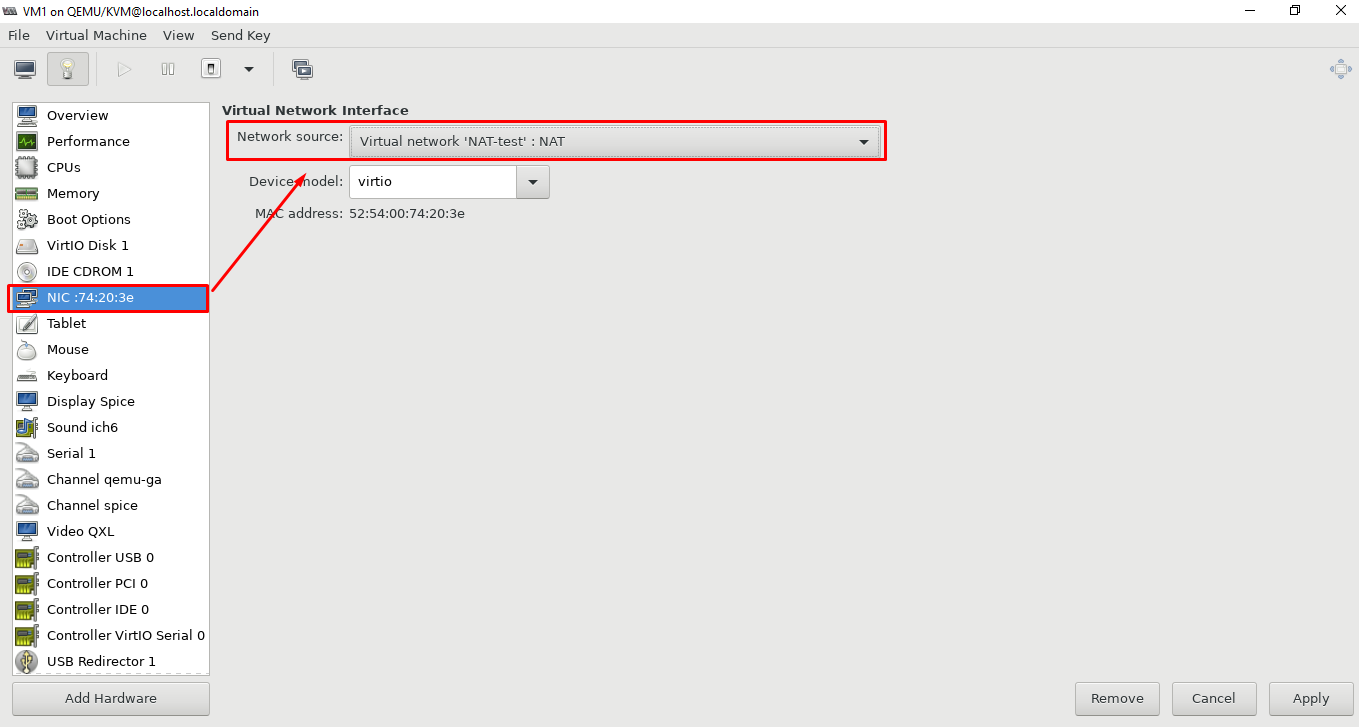 VM1 on QEMU/KVM@localhost.localdomain
File Virtual Machine View Send Key
Overview
Performance
CPUs
Memory
Boot Options
VirtIO Disk 1
IDE CDROM 1
NIC :74:20:3e
Tablet
Mouse
Keyboard
Display Spice
Sound ich6
Serial 1
Channel qemu-ga
Channel spice
Video QXL
Controller USB 0
Controller PCI 0
Controller IDE 0
Controller VirtIO Serial 0
USB Redirector 1
Add Hardware
Virtual Network Interface
Network source: Virtual network 'NAT-test' : NAT
Device model: virtio
MAC address: 52:54:00:74:20:3e
Remove Cancel Apply